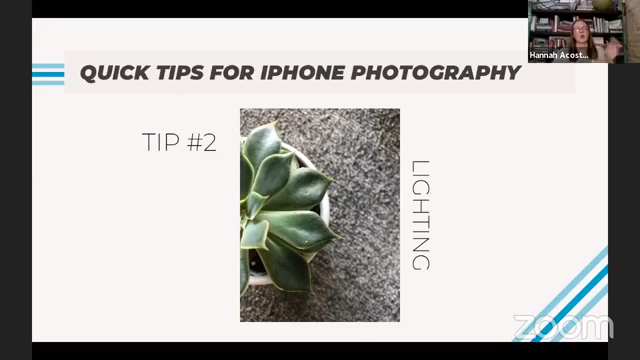 Hannah Acost...
QUICK TIPS FOR IPHONE PHOTOGRAPHY
TIP #2
LIGHTING
zoom